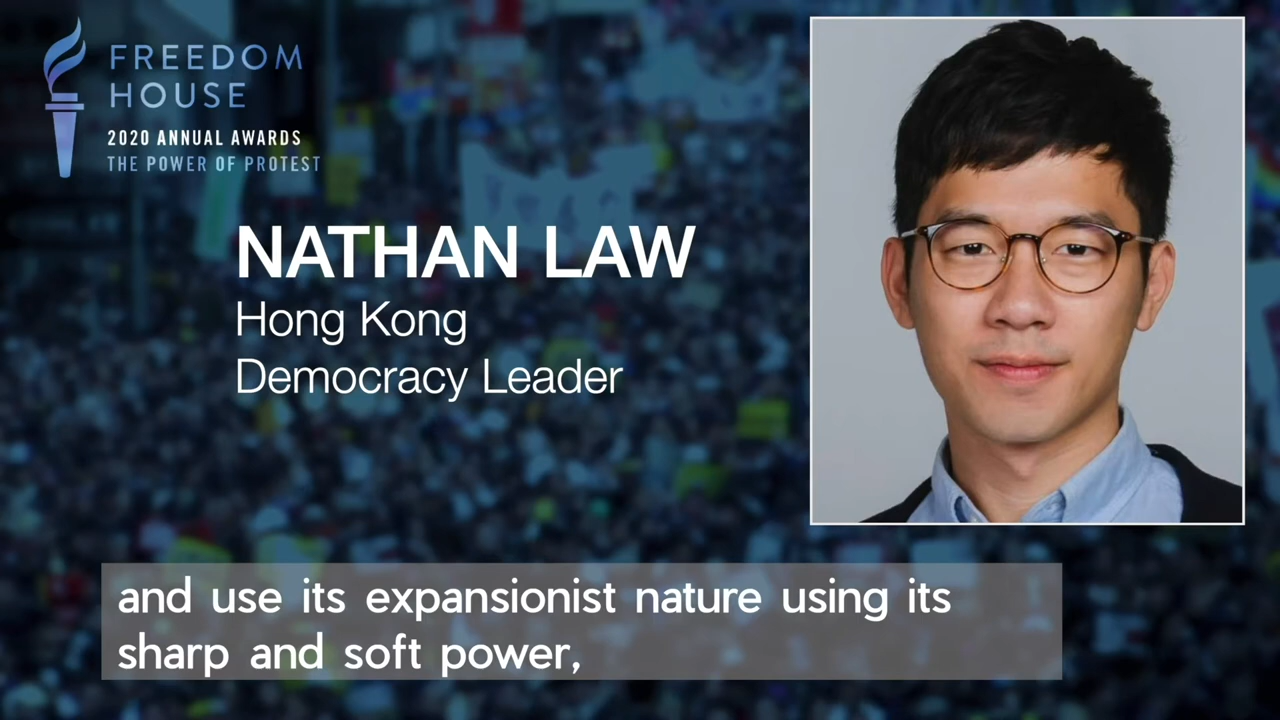 FREEDOM
HOUSE
2020 ANNUAL AWARDS
THE POWER OF PROTEST
NATHAN LAW
Hong Kong
Democracy Leader
and use its expansionist nature using its
sharp and soft power,